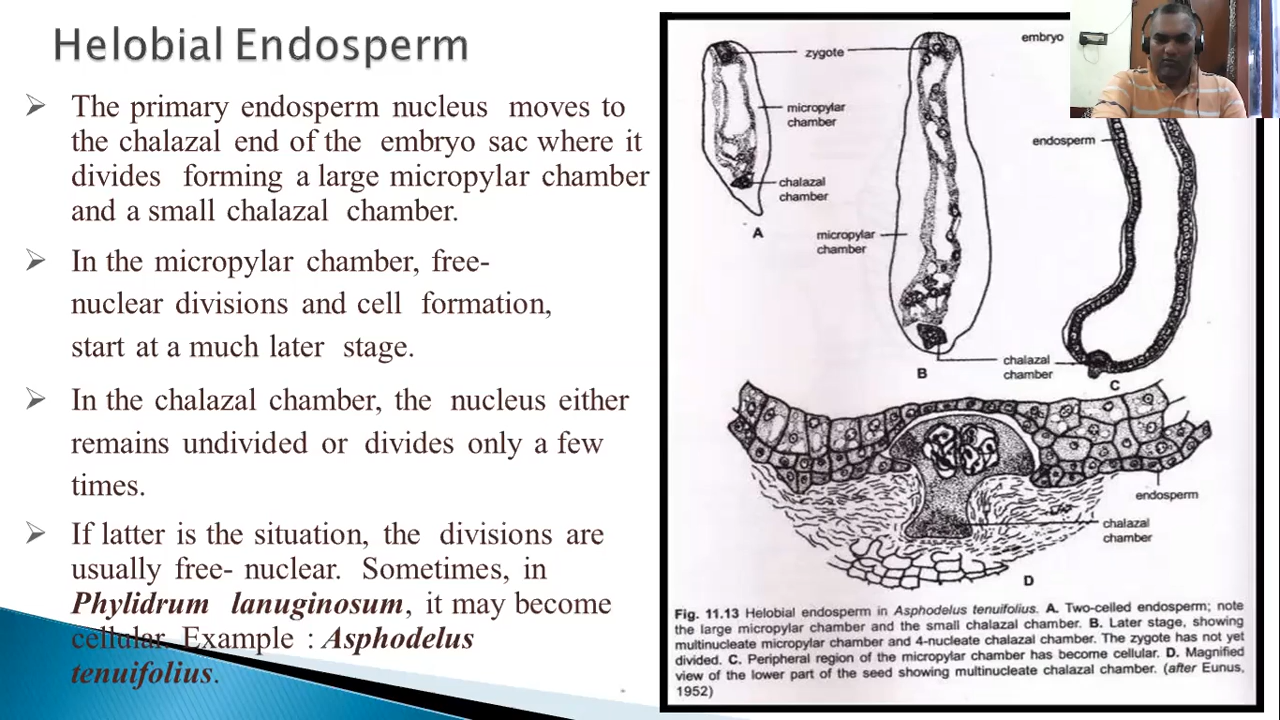 Helobial Endosperm
The primary endosperm nucleus moves to
the chalazal end of the embryo sac where it
divides forming a large micropylar chamber
and a small chalazal chamber.
In the micropylar chamber, free-
nuclear divisions and cell formation,
start at a much later stage.
In the chalazal chamber, the nucleus either
remains undivided or divides only a few
times.
If latter is the situation, the divisions are
usually free- nuclear. Sometimes, in
Phylidrum lanuginosum, it may become
cellular. Example : Asphodelus
tenuifolius.
zygote
micropylar
chamber
chalazal
chamber
A
micropylar
chamber
B
embryo
endosperm
chalazal
chamber
C
endosperm
chalazal
chamber
D
Fig. 11.13 Helobial endosperm in Asphodelus tenuifolius. A. Two-celled endosperm; note
the large micropylar chamber and the small chalazal chamber. B. Later stage, showing
multinucleate micropylar chamber and 4-nucleate chalazal chamber. The zygote has not yet
divided. C. Peripheral region of the micropylar chamber has become cellular. D. Magnified
view of the lower part of the seed showing multinucleate chalazal chamber. (after Eunus,
1952)